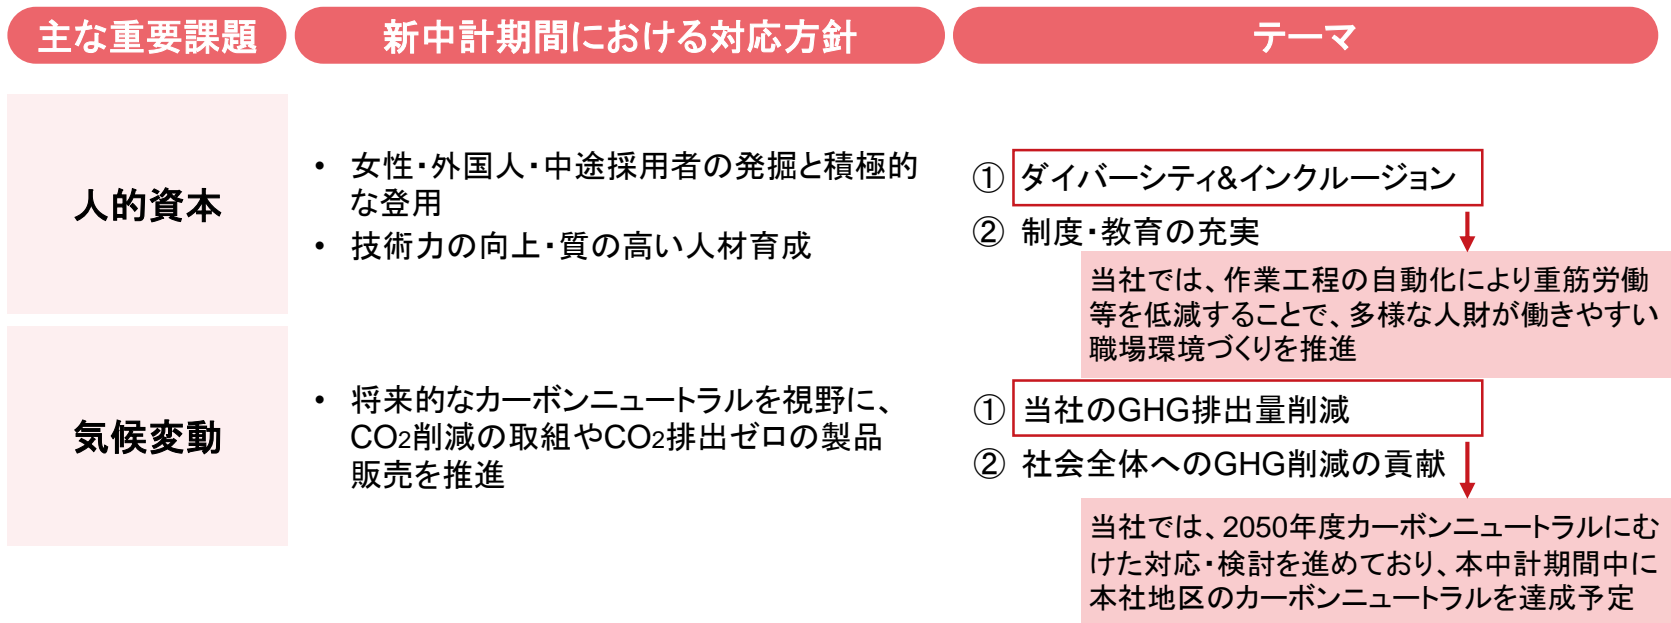 主な重要課題
新中計期間における対応方針
テーマ
人的資本
• 女性・外国人・中途採用者の発掘と積極的
な登用
• 技術力の向上・質の高い人材育成
① ダイバーシティ&インクルージョン
② 制度・教育の充実
当社では、作業工程の自動化により重筋労働
等を低減することで、多様な人財が働きやすい
職場環境づくりを推進
気候変動
• 将来的なカーボンニュートラルを視野に、
CO2削減の取組やCO2排出ゼロの製品
販売を推進
① 当社のGHG排出量削減
② 社会全体へのGHG削減の貢献
当社では、2050年度カーボンニュートラルにむ
けた対応・検討を進めており、本中計期間中に
本社地区のカーボンニュートラルを達成予定